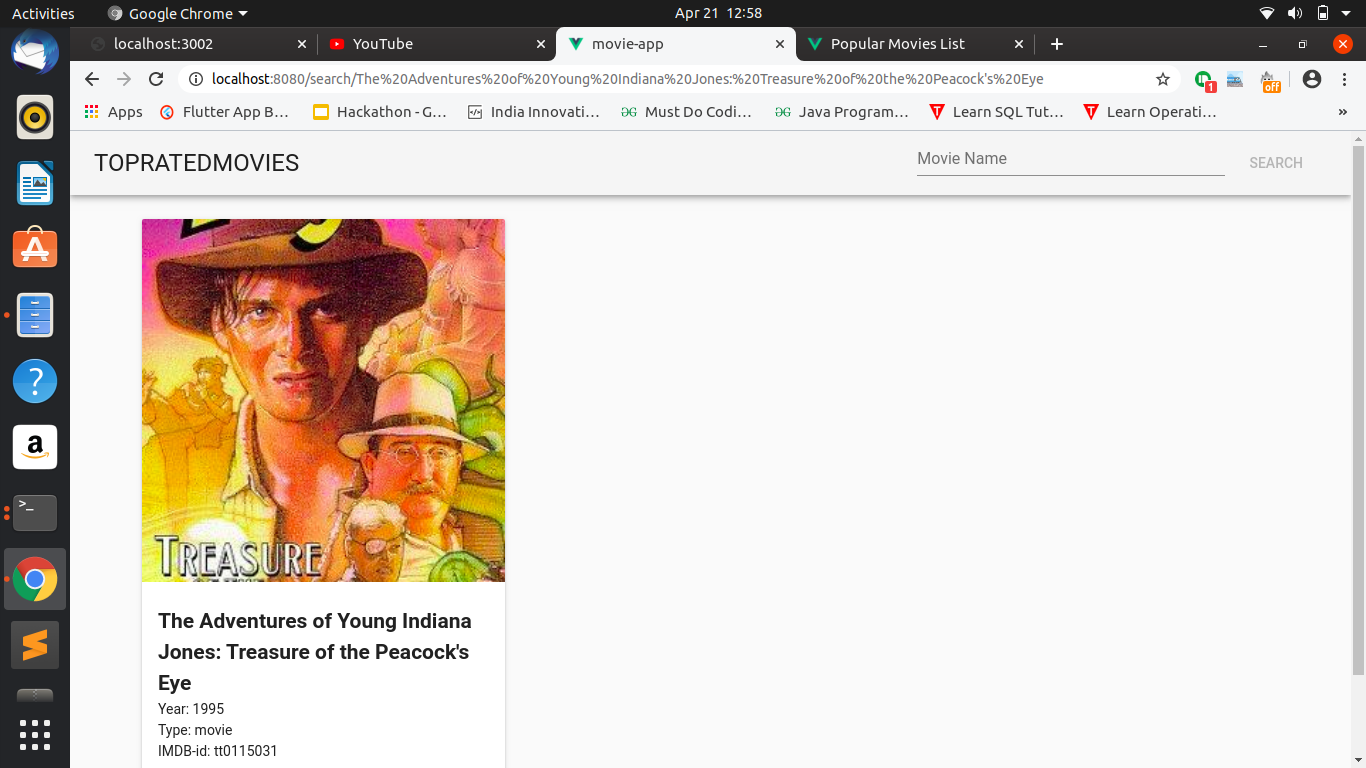 Activities
Google Chrome
Apr 21 12:58
localhost:3002
YouTube
movie-app
Popular Movies List
localhost:8080/search/The%20Adventures%20of%20Young%20Indiana%20Jones:%20Treasure%20of%20the%20Peacock's%20Eye
1
off
Apps
Flutter App B…
Hackathon - G…
India Innovati…
Must Do Codi…
Java Program…
Learn SQL Tut…
Learn Operati…
»
TOPRATEDMOVIES
Movie Name
SEARCH
TREASURE
The Adventures of Young Indiana
Jones: Treasure of the Peacock's
Eye
Year: 1995
Type: movie
IMDB-id: tt0115031